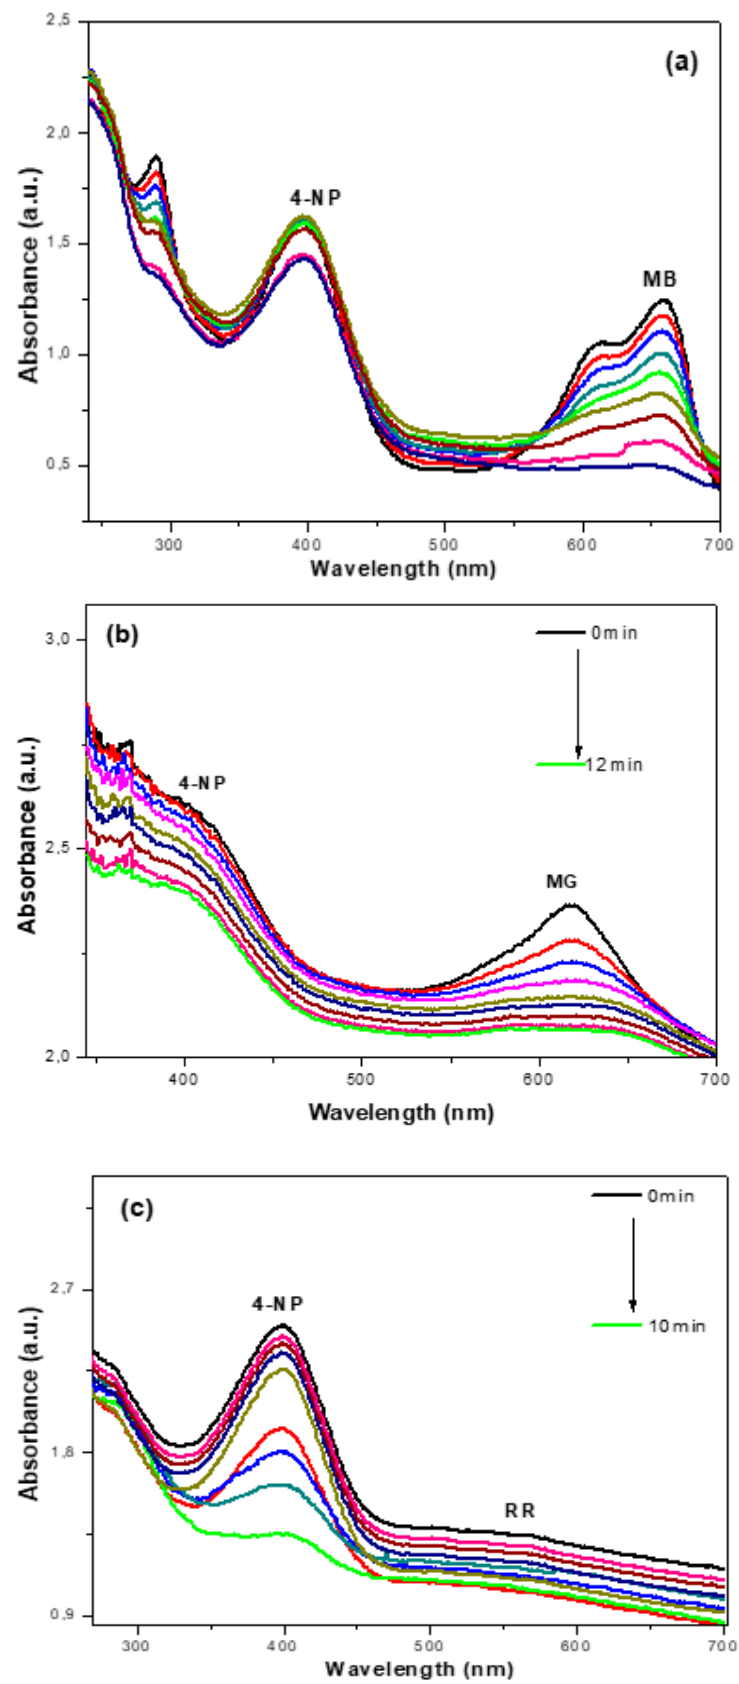 2,5
(a)
2,0
4-NP
1,5
MB
1,0
0,5
Absorbance (a.u.)
300 400 500 600 700
Wavelength (nm)
(b)
0min
3,0
12min
4-NP
2,5
MG
2,0
Absorbance (a.u.)
400 500 600 700
Wavelength (nm)
(c)
0min
2,7
4-NP
10min
1,8
RR
0,9
Absorbance (a.u.)
300 400 500 600 700
Wavelength (nm)